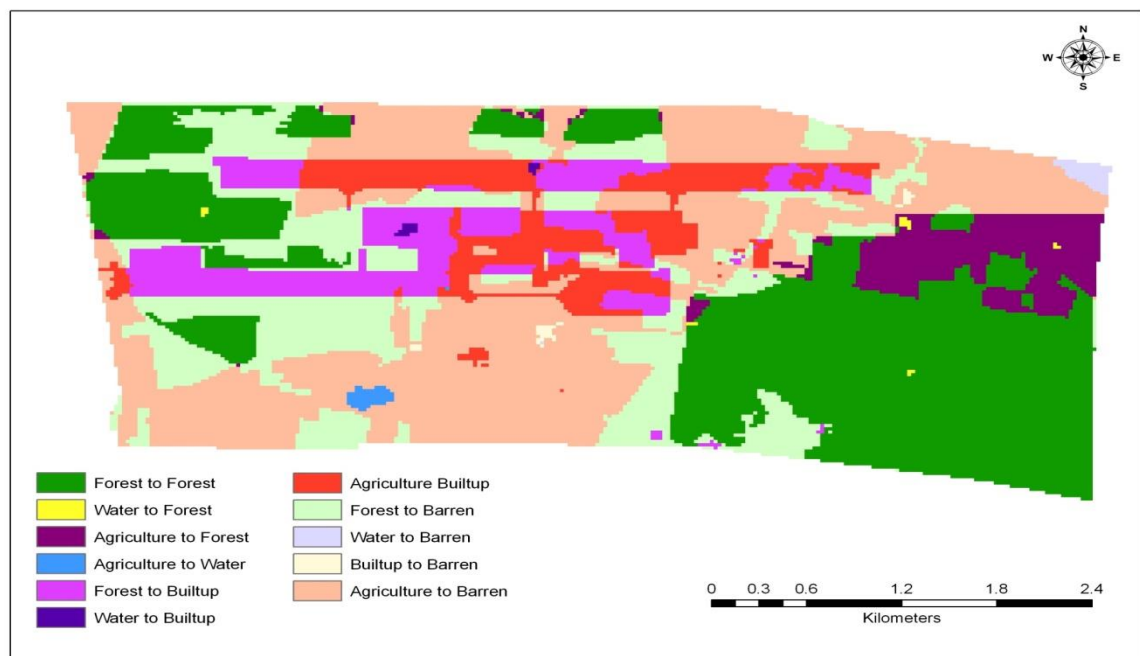 N
W E
S
Forest to Forest
Water to Forest
Agriculture to Forest
Agriculture to Water
Forest to Builtup
Water to Builtup
Agriculture Builtup
Forest to Barren
Water to Barren
Builtup to Barren
Agriculture to Barren
0 0.3 0.6 1.2 1.8 2.4
Kilometers